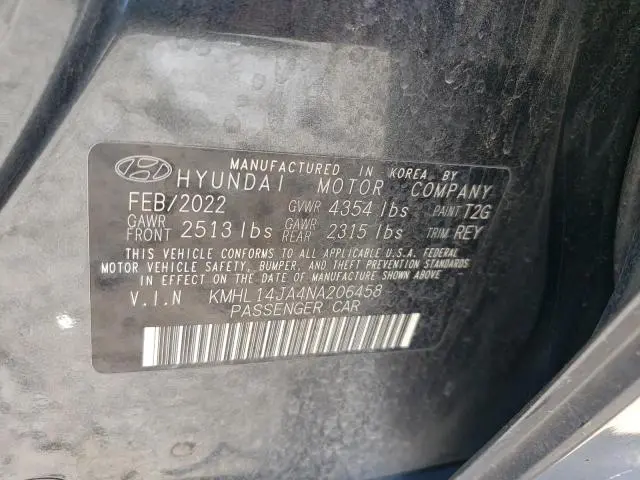 MANUFACTURED IN KOREA BY
HYUNDAI MOTOR COMPANY
FEB/2022 GVWR 4354 lbs PAINT T2G
GAWR FRONT 2513 lbs GAWR REAR 2315 lbs TRIM REY
THIS VEHICLE CONFORMS TO ALL APPLICABLE U.S.A. FEDERAL
MOTOR VEHICLE SAFETY, BUMPER, AND THEFT PREVENTION STANDARDS
IN EFFECT ON THE DATE OF MANUFACTURE SHOWN ABOVE.
V.I.N KMHL14JA4NA206458
PASSENGER CAR